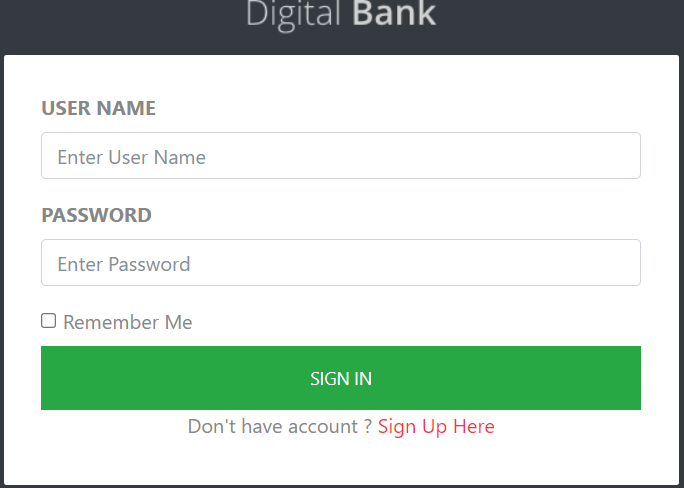 Digital Bank
USER NAME
Enter User Name
PASSWORD
Enter Password
Remember Me
SIGN IN
Don't have account ? Sign Up Here